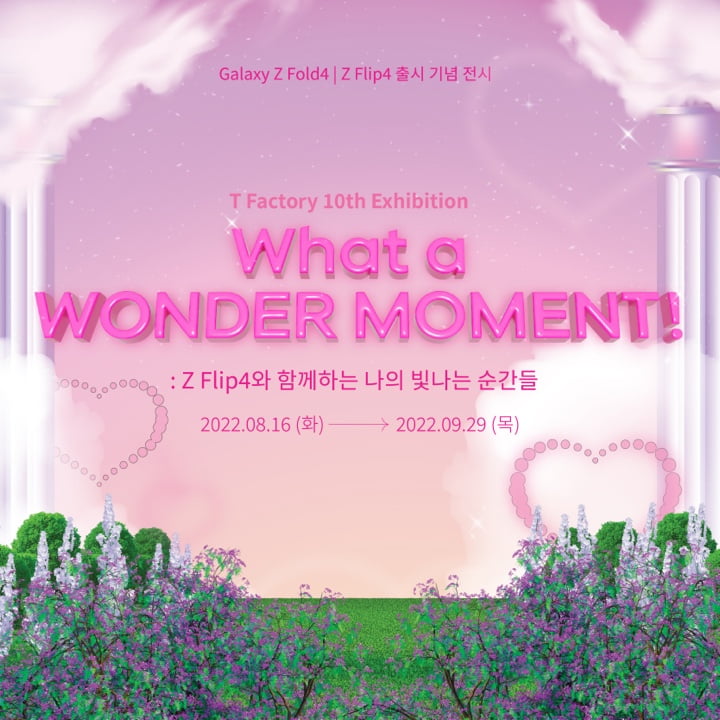 Galaxy Z Fold4 | Z Flip4 출시 기념 전시
T Factory 10th Exhibition
What a
WONDER MOMENT!
: Z Flip4와 함께하는 나의 빛나는 순간들
2022.08.16 (화) → 2022.09.29 (목)